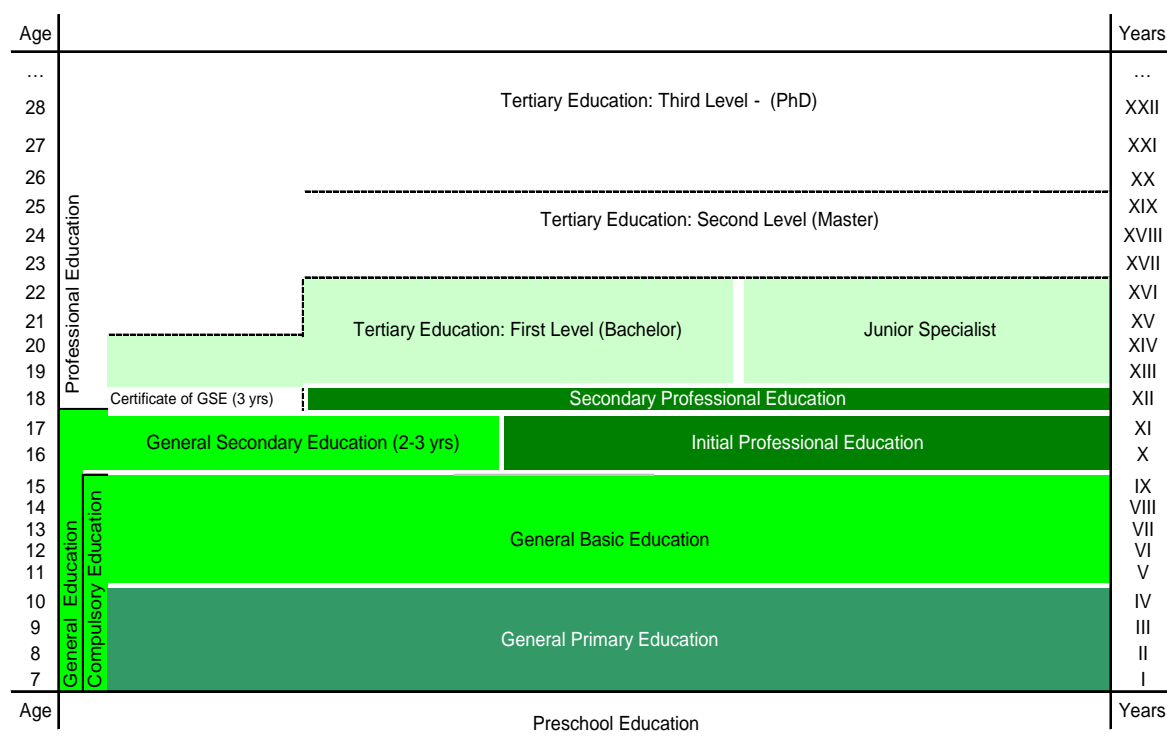 Age Years
… …
28 Tertiary Education: Third Level - (PhD) XXII
27 XXI
26 XX
25 XIX
Tertiary Education: Second Level (Master)
24 XVIII
23 XVII
22 XVI
21 XV
Tertiary Education: First Level (Bachelor) Junior Specialist
20 XIV
19 XIII
18 Certificate of GSE (3 yrs) Secondary Professional Education XII
17 XI
General Secondary Education (2-3 yrs) Initial Professional Education
16 X
15 IX
14 VIII
13 VII
General Basic Education
12 VI
11 V
10 IV
9 III
General Primary Education
8 II
7 I
Age Years
Preschool Education
Professional Education
General Education
Compulsory Education